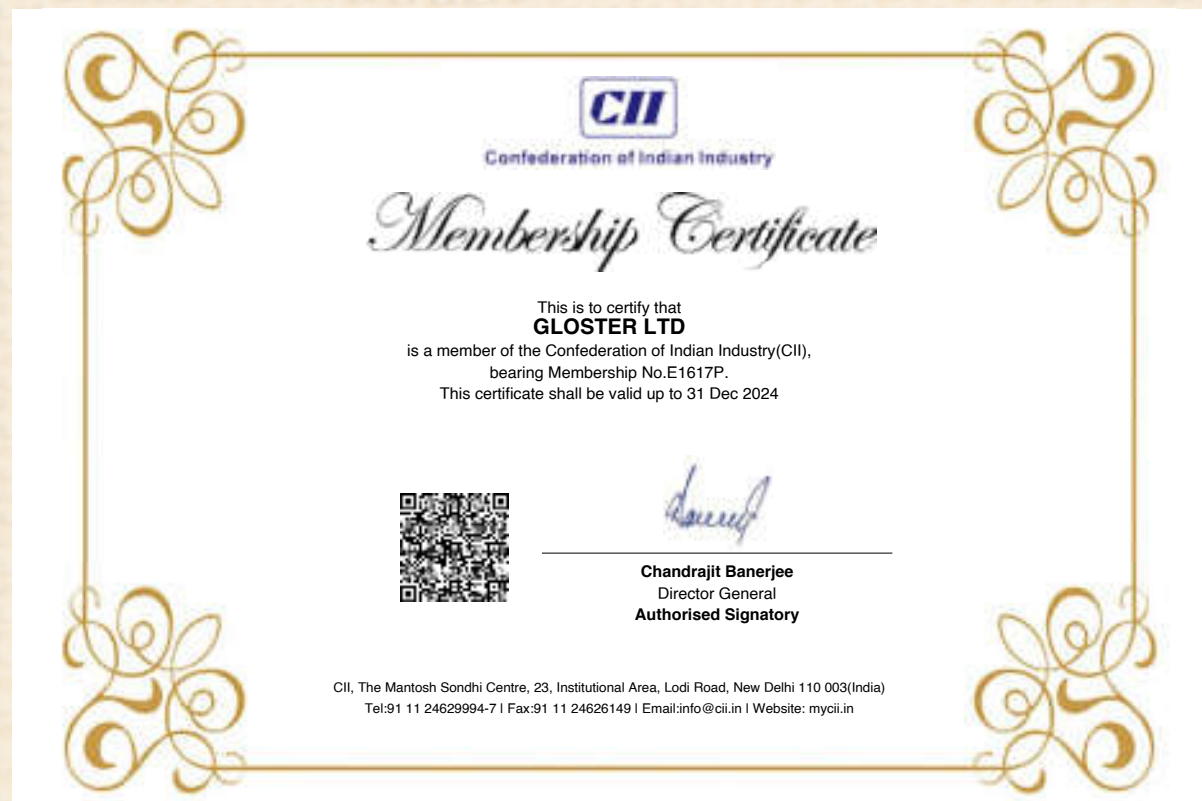 CII
Confederation of Indian Industry
Membership Certificate
This is to certify that
GLOSTER LTD
is a member of the Confederation of Indian Industry(CII),
bearing Membership No.E1617P.
This certificate shall be valid up to 31 Dec 2024
Chandrajit Banerjee
Director General
Authorised Signatory
CII, The Mantosh Sondhi Centre, 23, Institutional Area, Lodi Road, New Delhi 110 003(India)
Tel:91 11 24629994-7 I Fax:91 11 24626149 I Email:info@cii.in I Website: mycii.in